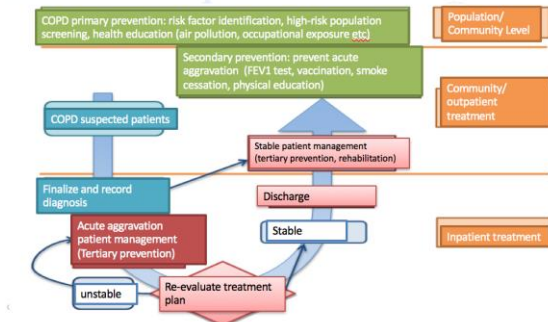 COPD primary prevention: risk factor identification, high-risk population
screening, health education (air pollution, occupational exposure etc)
Population/
Community Level
Secondary prevention: prevent acute
aggravation (FEV1 test, vaccination, smoke
cessation, physical education)
Community/
outpatient
treatment
COPD suspected patients
Stable patient management
(tertiary prevention, rehabilitation)
Finalize and record
diagnosis
Discharge
Acute aggravation
patient management
(Tertiary prevention)
Stable
Inpatient treatment
unstable
Re-evaluate treatment
plan